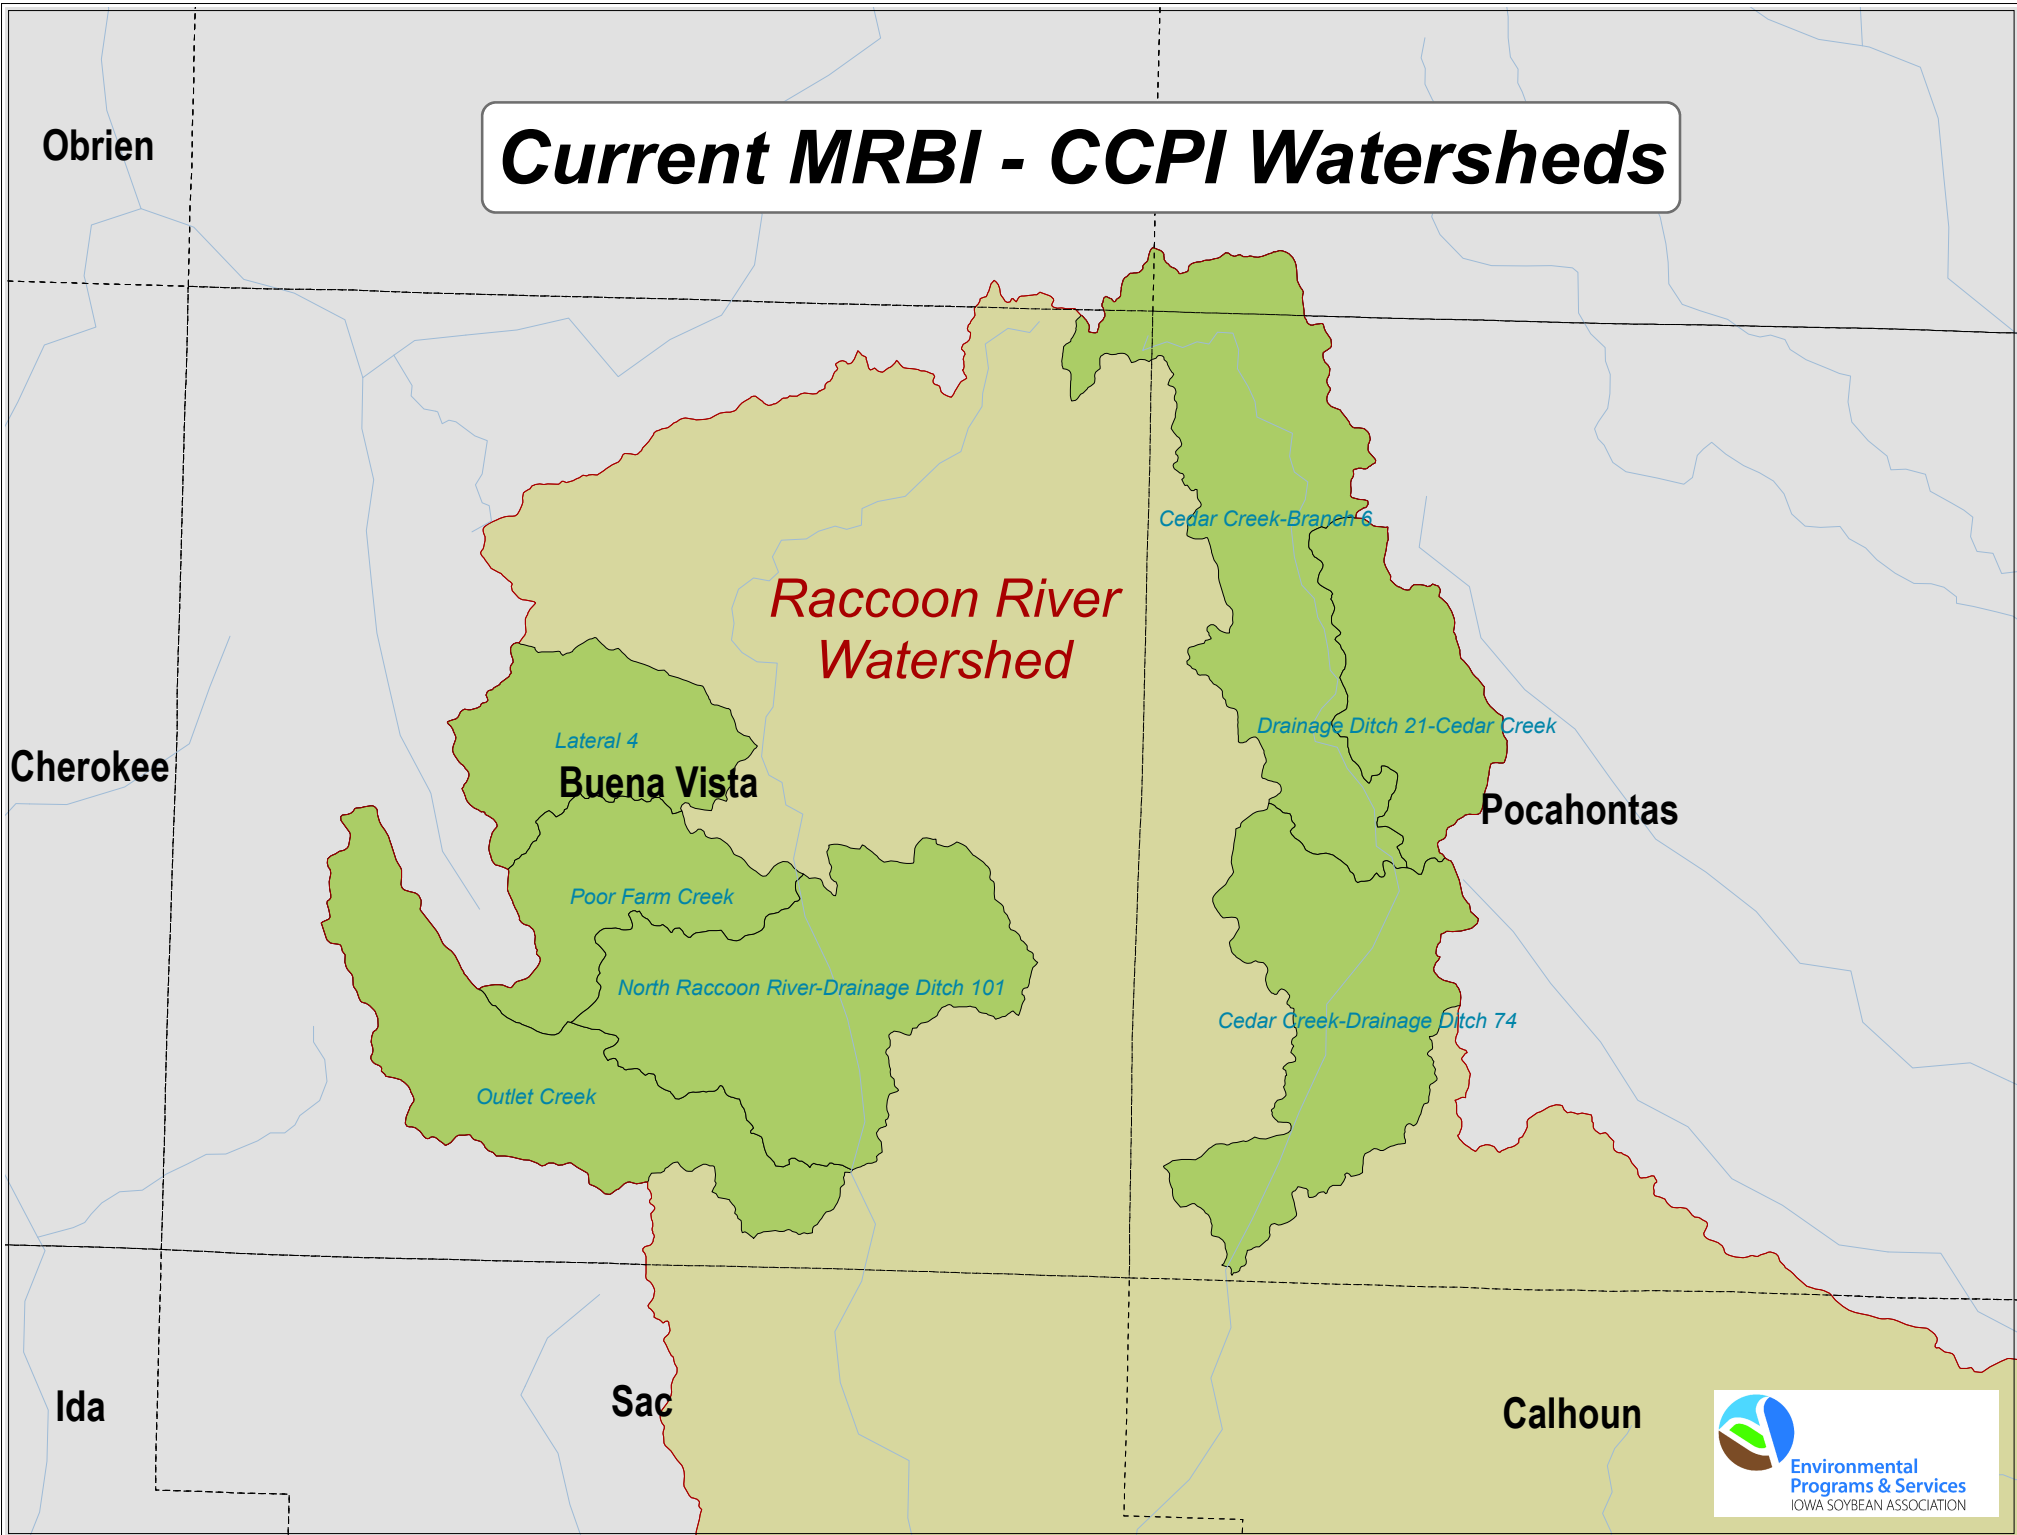 Current MRBI - CCPI Watersheds
Obrien
Cedar Creek-Branch 6
Raccoon River
Watershed
Drainage Ditch 21-Cedar Creek
Lateral 4
Cherokee
Buena Vista
Pocahontas
Poor Farm Creek
North Raccoon River-Drainage Ditch 101
Cedar Creek-Drainage Ditch 74
Outlet Creek
Ida
Sac
Calhoun
Environmental
Programs & Services
IOWA SOYBEAN ASSOCIATION